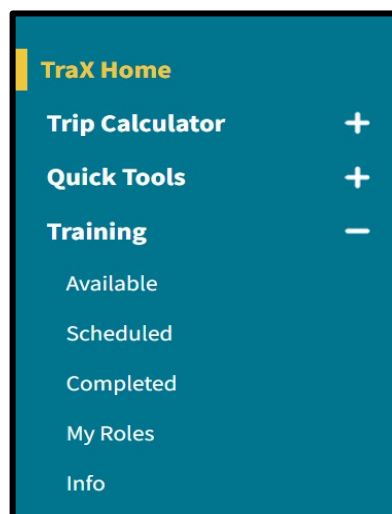 TraX Home
Trip Calculator +
Quick Tools +
Training −
Available
Scheduled
Completed
My Roles
Info